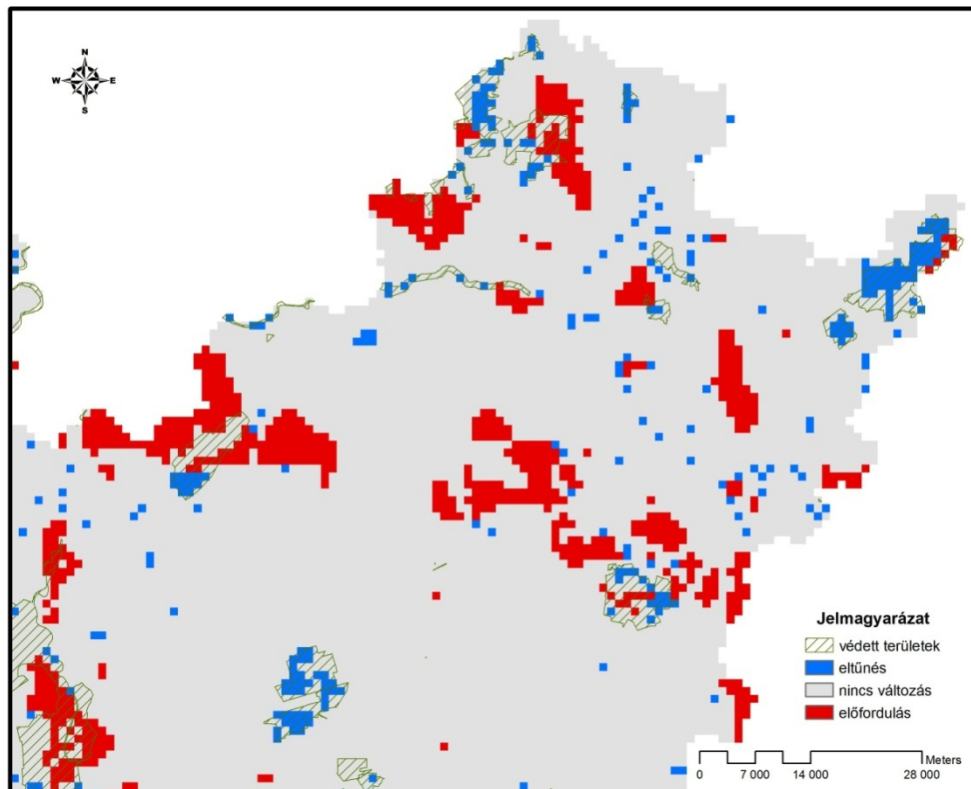 N
W E
S
Jelmagyarázat
védett területek
eltűnés
nincs változás
előfordulás
Meters
0 7 000 14 000 28 000